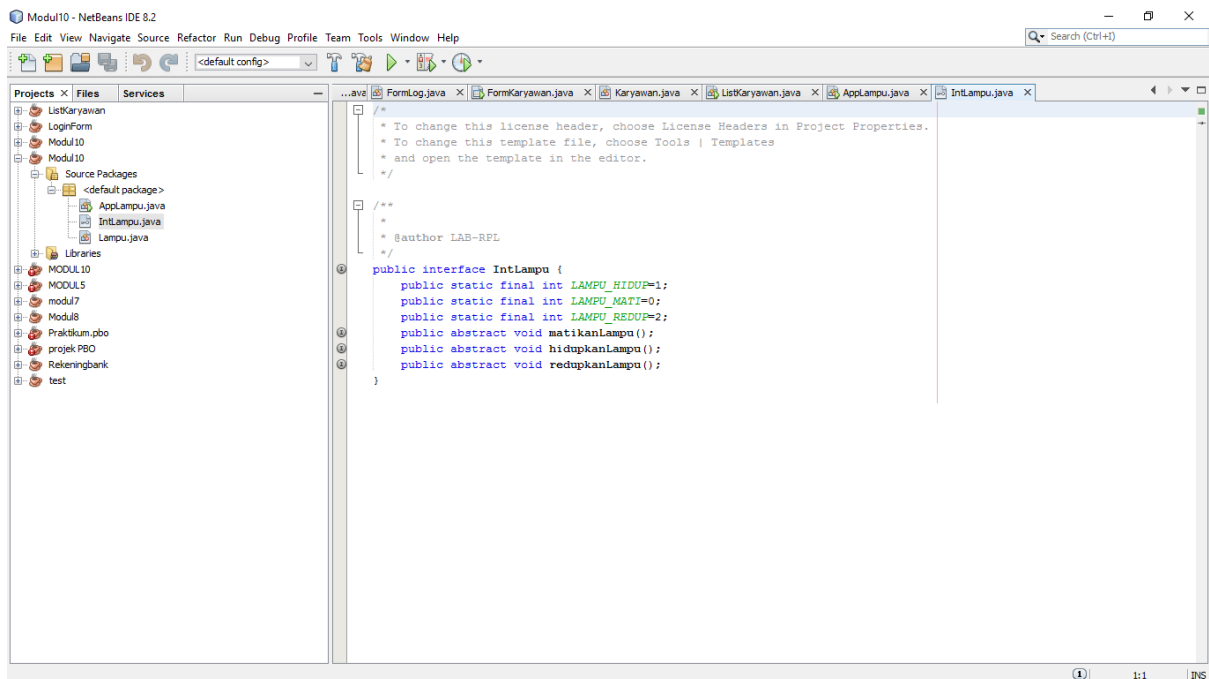 Modul10 - NetBeans IDE 8.2
File Edit View Navigate Source Refactor Run Debug Profile Team Tools Window Help
Search (Ctrl+I)
<default config>
Projects Files Services
...ava FormLog.java FormKaryawan.java Karyawan.java ListKaryawan.java AppLampu.java IntLampu.java
ListKaryawan
LoginForm
Modul10
Modul10
Source Packages
<default package>
AppLampu.java
IntLampu.java
Lampu.java
Libraries
MODUL10
MODUL5
modul7
Modul8
Praktikum.pbo
projek PBO
Rekeningbank
test
/*
* To change this license header, choose License Headers in Project Properties.
* To change this template file, choose Tools | Templates
* and open the template in the editor.
*/
/**
*
* @author LAB-RPL
*/
public interface IntLampu {
public static final int LAMPU_HIDUP=1;
public static final int LAMPU_MATI=0;
public static final int LAMPU_REDUP=2;
public abstract void matikanLampu();
public abstract void hidupkanLampu();
public abstract void redupkanLampu();
}
1 1:1 INS